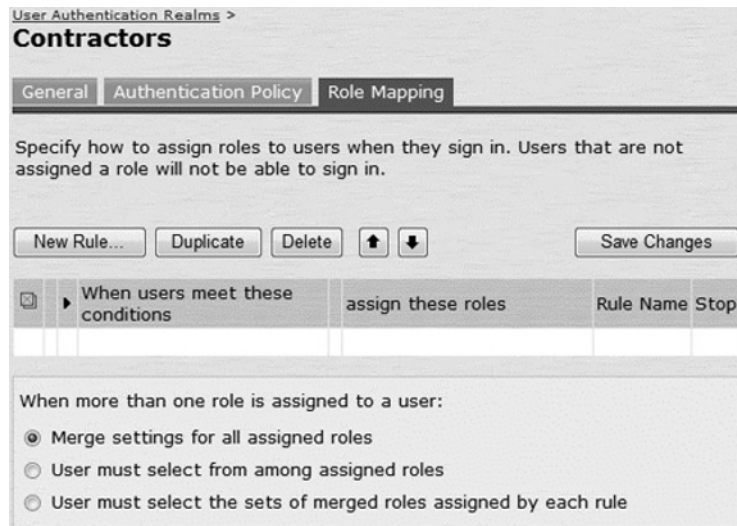 User Authentication Realms >
Contractors
General Authentication Policy Role Mapping
Specify how to assign roles to users when they sign in. Users that are not
assigned a role will not be able to sign in.
New Rule... Duplicate Delete Save Changes
When users meet these
conditions
assign these roles Rule Name Stop
When more than one role is assigned to a user:
Merge settings for all assigned roles
User must select from among assigned roles
User must select the sets of merged roles assigned by each rule